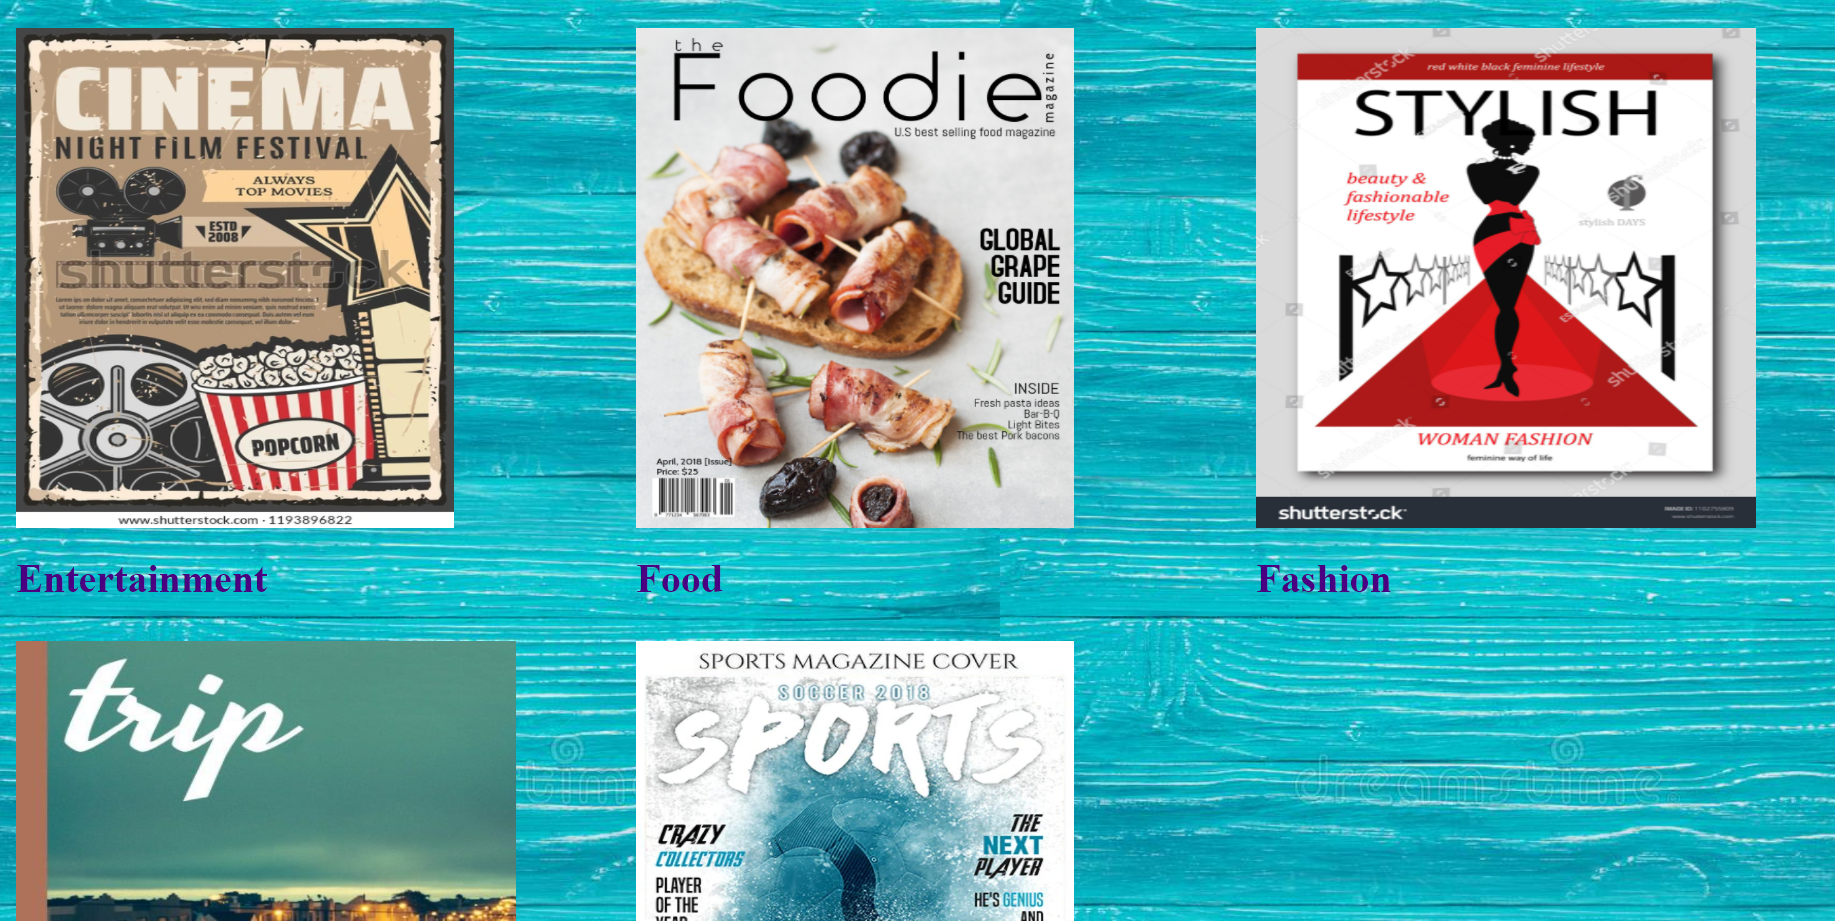 CINEMA
NIGHT FiLM FESTIVAL
ALWAYS
TOP MOVIES
ESTD
2008
shutterstock
POPCORN
www.shutterstock.com · 1193896822
Entertainment
the
Foodie
magazine
U.S best selling food magazine
GLOBAL
GRAPE
GUIDE
INSIDE
Fresh pasta ideas
Bar-B-Q
Light Bites
The best Pork bacons
April, 2018 [Issue]
Price: $25
Food
red white black feminine lifestyle
STYLISH
beauty &
fashionable
lifestyle
stylish DAYS
WOMAN FASHION
feminine way of life
shutterstock
www.shutterstock.com
Fashion
trip
SPORTS MAGAZINE COVER
SOCCER 2018
SPORTS
CRAZY
COLLECTORS
PLAYER
OF THE
YEAR
THE
NEXT
PLAYER
HE'S GENIUS
AND
dreamstime